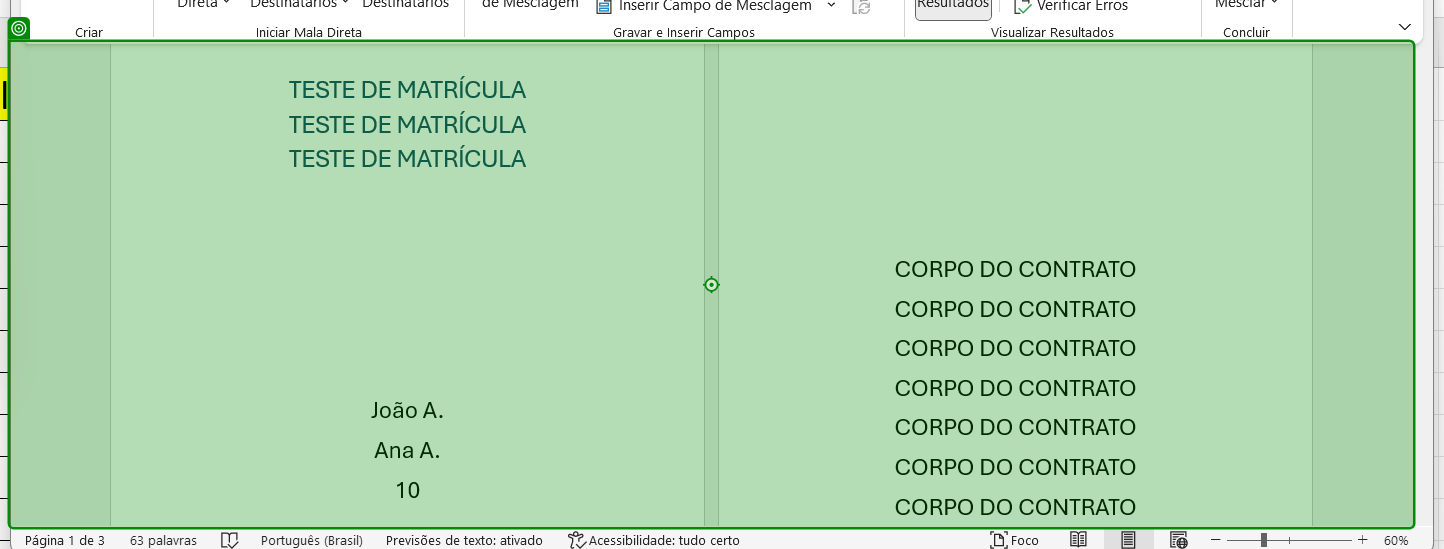 Direta Destinatários Destinatários
de Mesclagem
Inserir Campo de Mesclagem
Resultados
Verificar Erros
Mesclar
Criar
Iniciar Mala Direta
Gravar e Inserir Campos
Visualizar Resultados
Concluir
TESTE DE MATRÍCULA
TESTE DE MATRÍCULA
TESTE DE MATRÍCULA
João A.
Ana A.
10
CORPO DO CONTRATO
CORPO DO CONTRATO
CORPO DO CONTRATO
CORPO DO CONTRATO
CORPO DO CONTRATO
CORPO DO CONTRATO
CORPO DO CONTRATO
Página 1 de 3
63 palavras
Português (Brasil)
Previsões de texto: ativado
Acessibilidade: tudo certo
Foco
60%